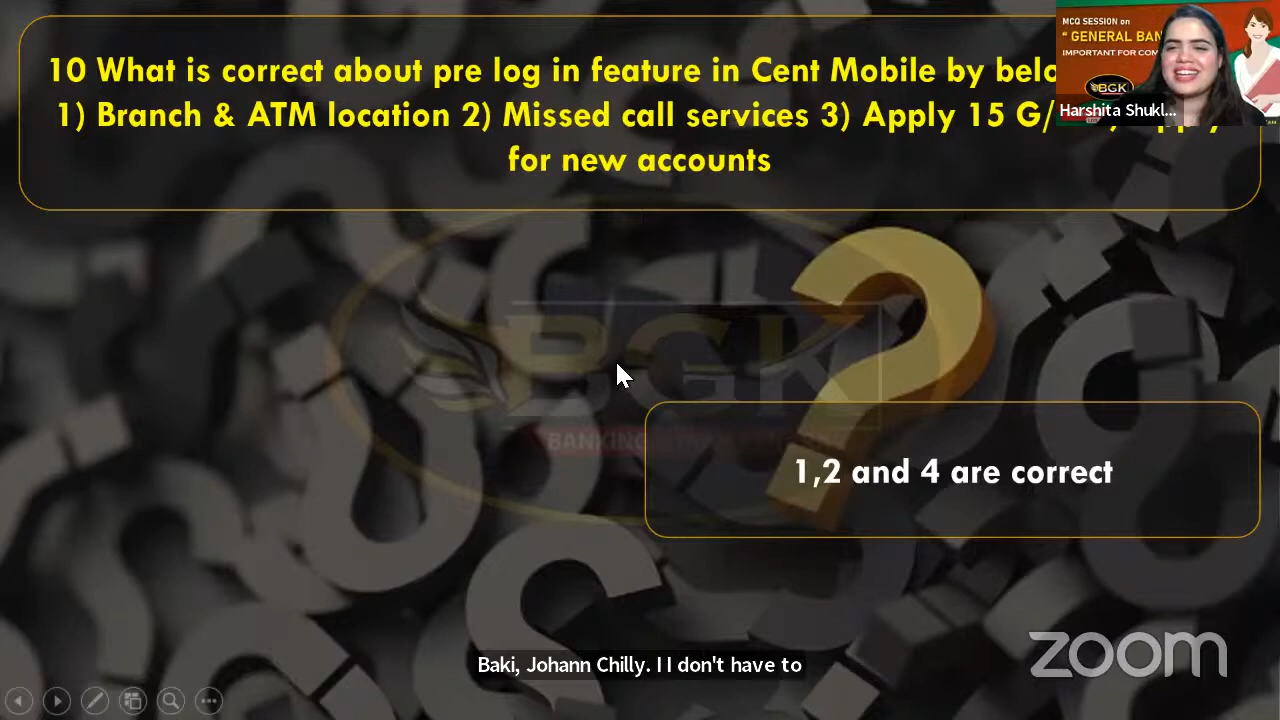 10 What is correct about pre log in feature in Cent Mobile by
1) Branch & ATM location 2) Missed call services 3) Apply 15 G/
for new accounts
MCQ SESSION on
" GENERAL BAN
IMPORTANT FOR COM
BGK
Harshita Shukl...
BGK
BANKING
1,2 and 4 are correct
Baki, Johann Chilly. I I don't have to
zoom